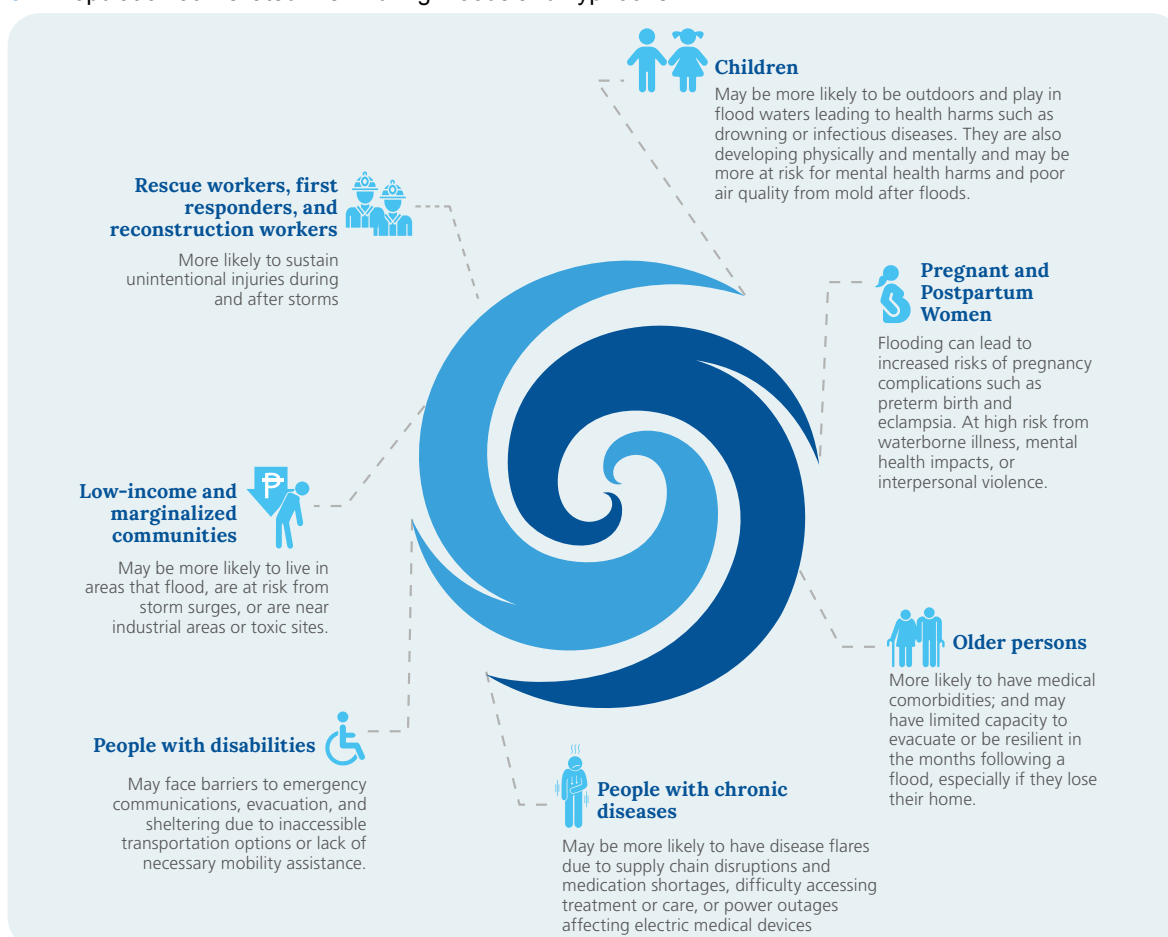 Children
May be more likely to be outdoors and play in
flood waters leading to health harms such as
drowning or infectious diseases. They are also
developing physically and mentally and may be
more at risk for mental health harms and poor
air quality from mold after floods.
Rescue workers, first
responders, and
reconstruction workers
More likely to sustain
unintentional injuries during
and after storms
Pregnant and
Postpartum
Women
Flooding can lead to
increased risks of pregnancy
complications such as
preterm birth and
eclampsia. At high risk from
waterborne illness, mental
health impacts, or
interpersonal violence.
₱
Low-income and
marginalized
communities
May be more likely to live in
areas that flood, are at risk from
storm surges, or are near
industrial areas or toxic sites.
Older persons
More likely to have medical
comorbidities; and may
have limited capacity to
evacuate or be resilient in
the months following a
flood, especially if they lose
their home.
People with disabilities
May face barriers to emergency
communications, evacuation, and
sheltering due to inaccessible
transportation options or lack of
necessary mobility assistance.
People with chronic
diseases
May be more likely to have disease flares
due to supply chain disruptions and
medication shortages, difficulty accessing
treatment or care, or power outages
affecting electric medical devices